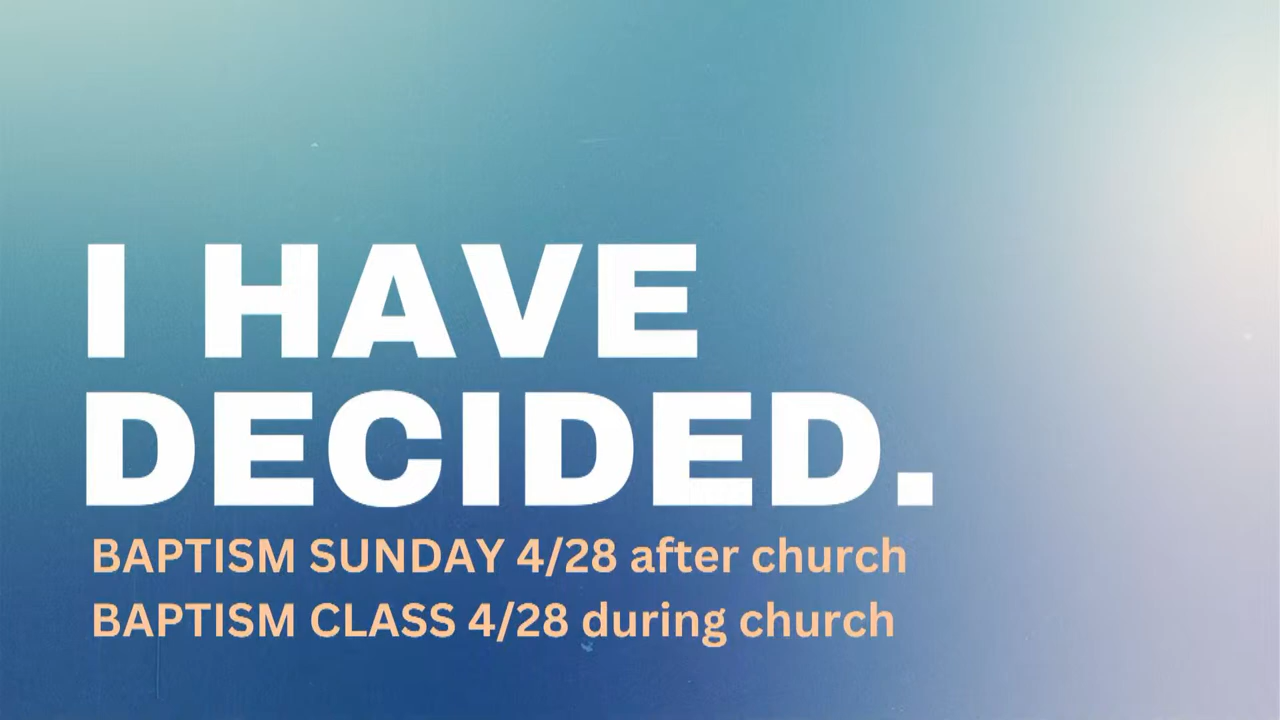 I HAVE
DECIDED.
BAPTISM SUNDAY 4/28 after church
BAPTISM CLASS 4/28 during church